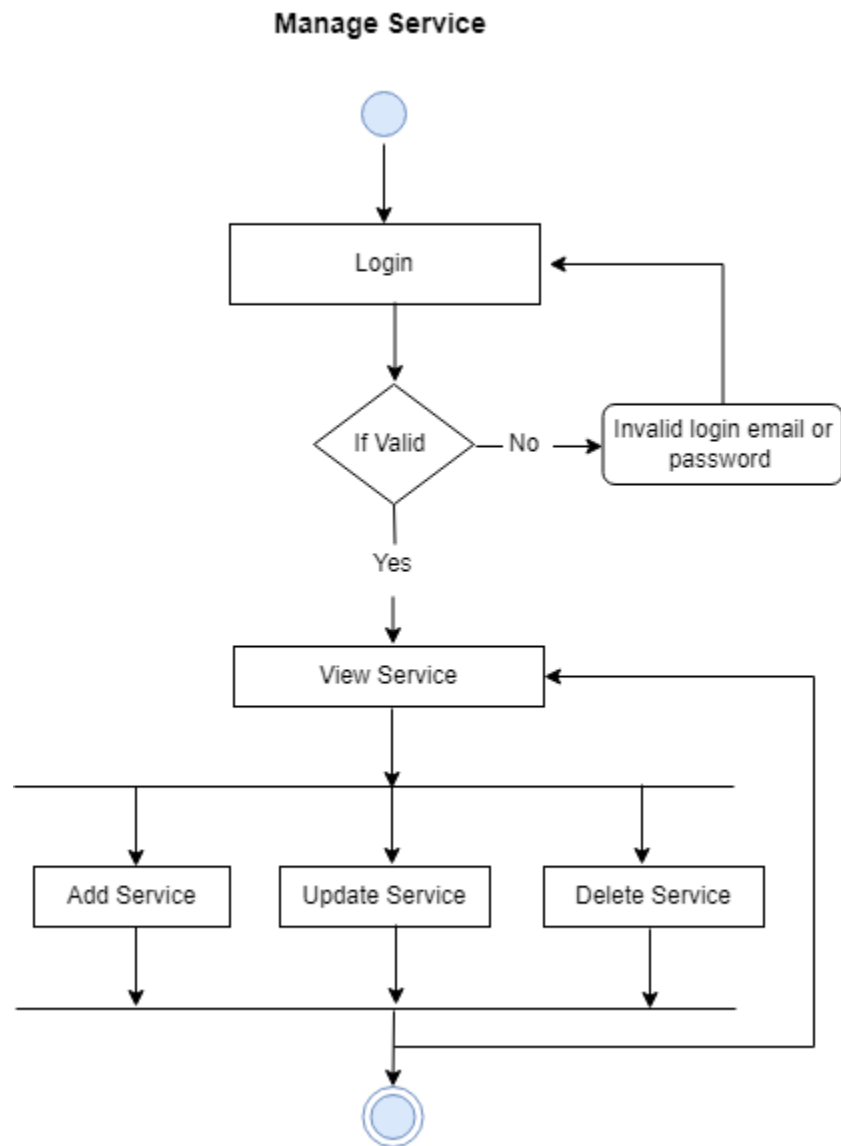 Manage Service
Login
If Valid
No
Invalid login email or
password
Yes
View Service
Add Service
Update Service
Delete Service